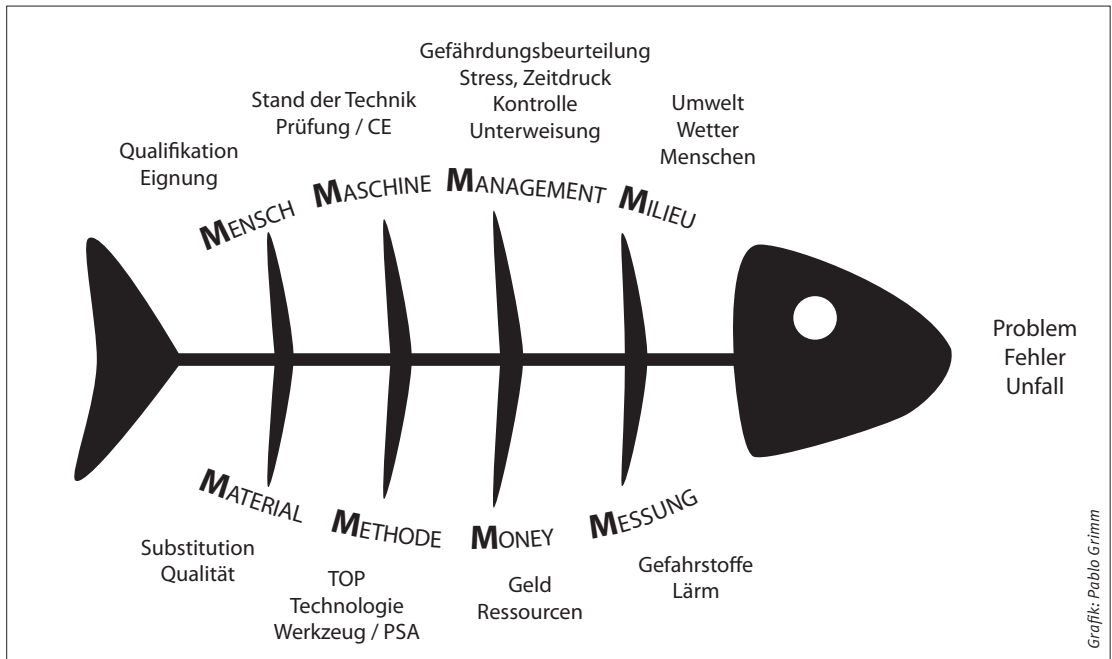 Gefährdungsbeurteilung
Stress, Zeitdruck
Kontrolle
Unterweisung
Stand der Technik
Prüfung / CE
Umwelt
Wetter
Menschen
Qualifikation
Eignung
MENSCH
MASCHINE
MANAGEMENT
MILIEU
Problem
Fehler
Unfall
MATERIAL
METHODE
MONEY
MESSUNG
Substitution
Qualität
TOP
Technologie
Werkzeug / PSA
Geld
Ressourcen
Gefahrstoffe
Lärm
Grafik: Pablo Grimm